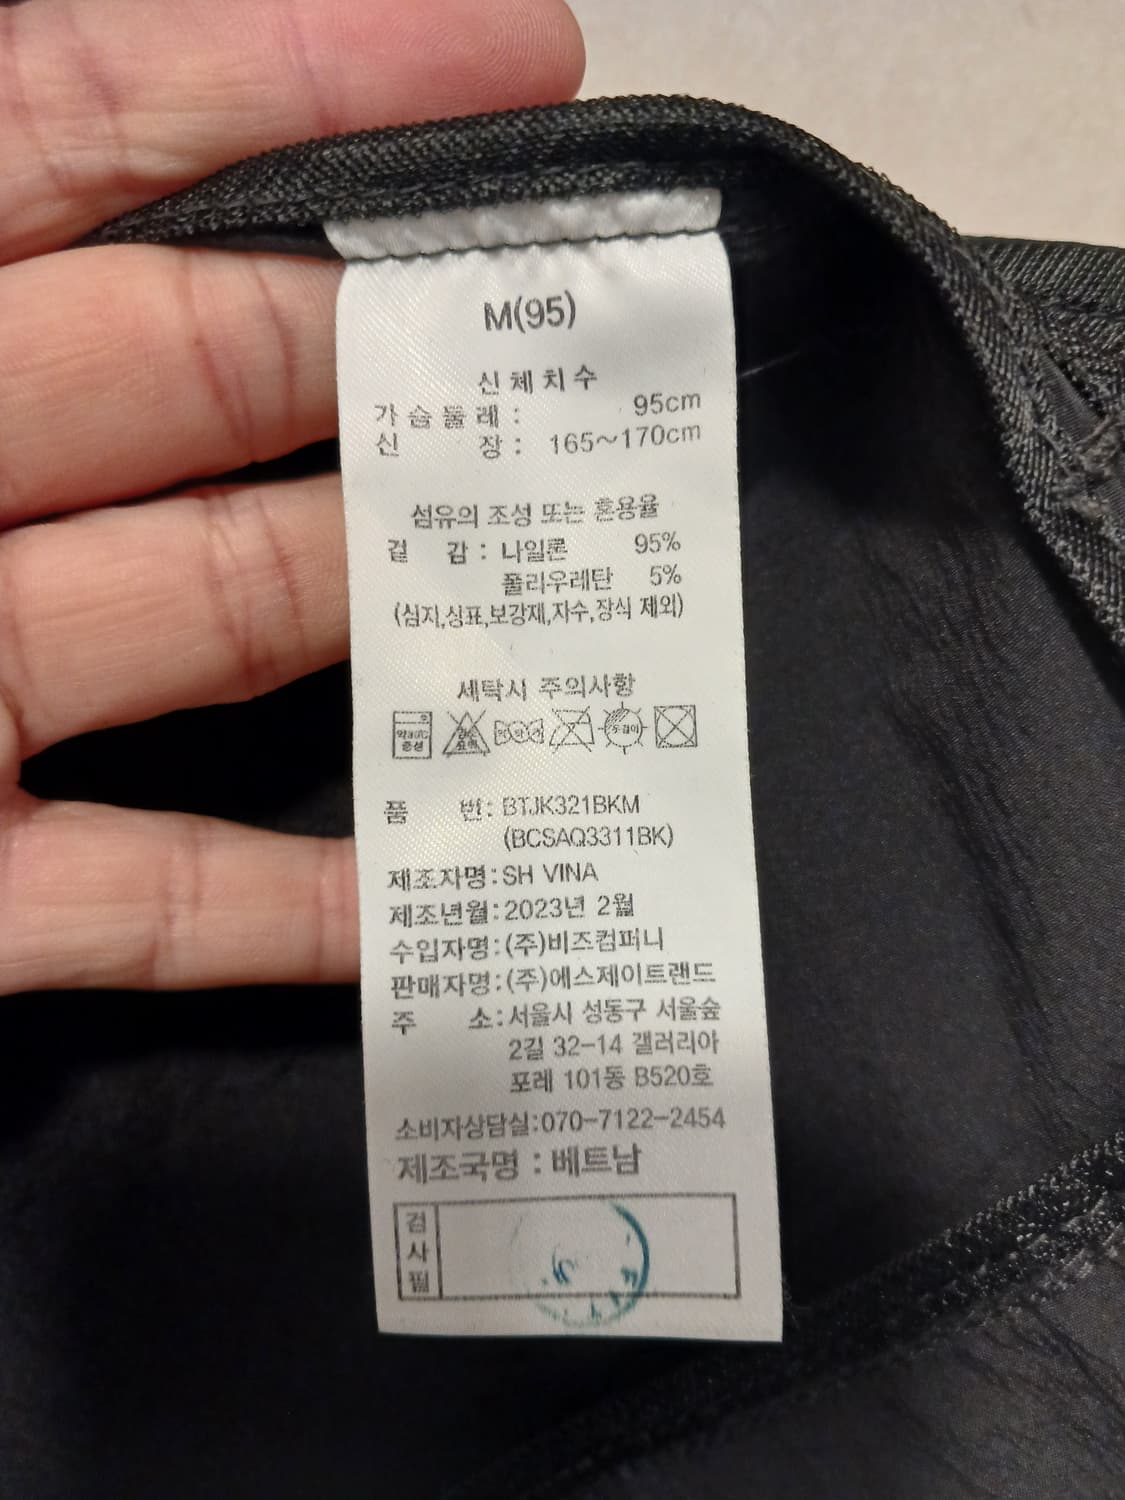 M(95)
신체치수
가슴둘레 : 95cm
신 장 : 165~170cm
섬유의 조성 또는 혼용율
겉 감 : 나일론 95%
폴리우레탄 5%
(심지,싱표,보강재,자수,장식 제외)
세탁시 주의사항
약30℃
중성
품 번: BTJK321BKM
(BCSAQ3311BK)
제조자명:SH VINA
제조년월:2023년 2월
수입자명:(주)비즈컴퍼니
판매자명:(주)에스제이트랜드
주 소:서울시 성동구 서울숲
2길 32-14 갤러리아
포레 101동 B520호
소비자상담실:070-7122-2454
제조국명 : 베트남
검
사
필